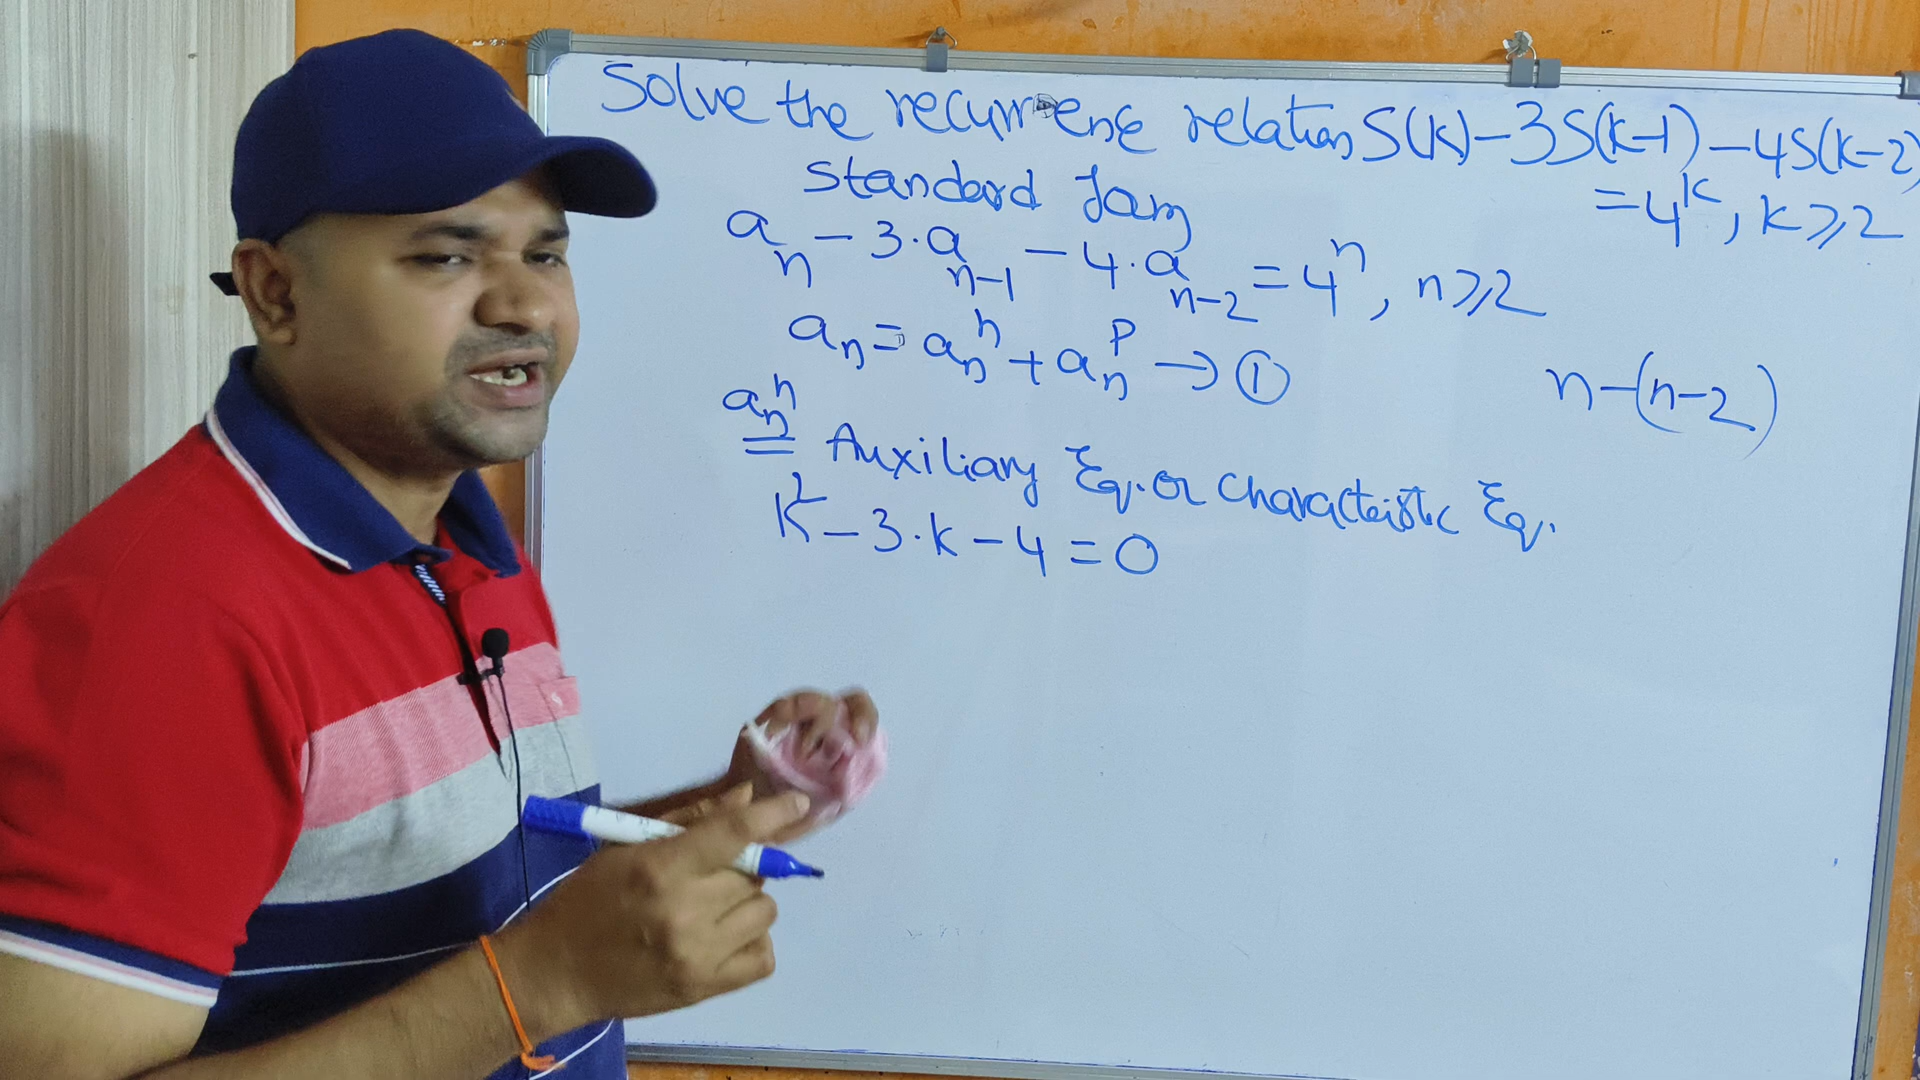 Solve the recurrence relation S(k)-3S(k-1)-4S(k-2)
=4^k, k⩾2
Standard form
a_n - 3·a_{n-1} - 4·a_{n-2} = 4^n, n⩾2
a_n = a_n^h + a_n^p → ①
n-(n-2)
a_n^h
Auxiliary Eq. or Characteristic Eq.
k^2 - 3·k - 4 = 0